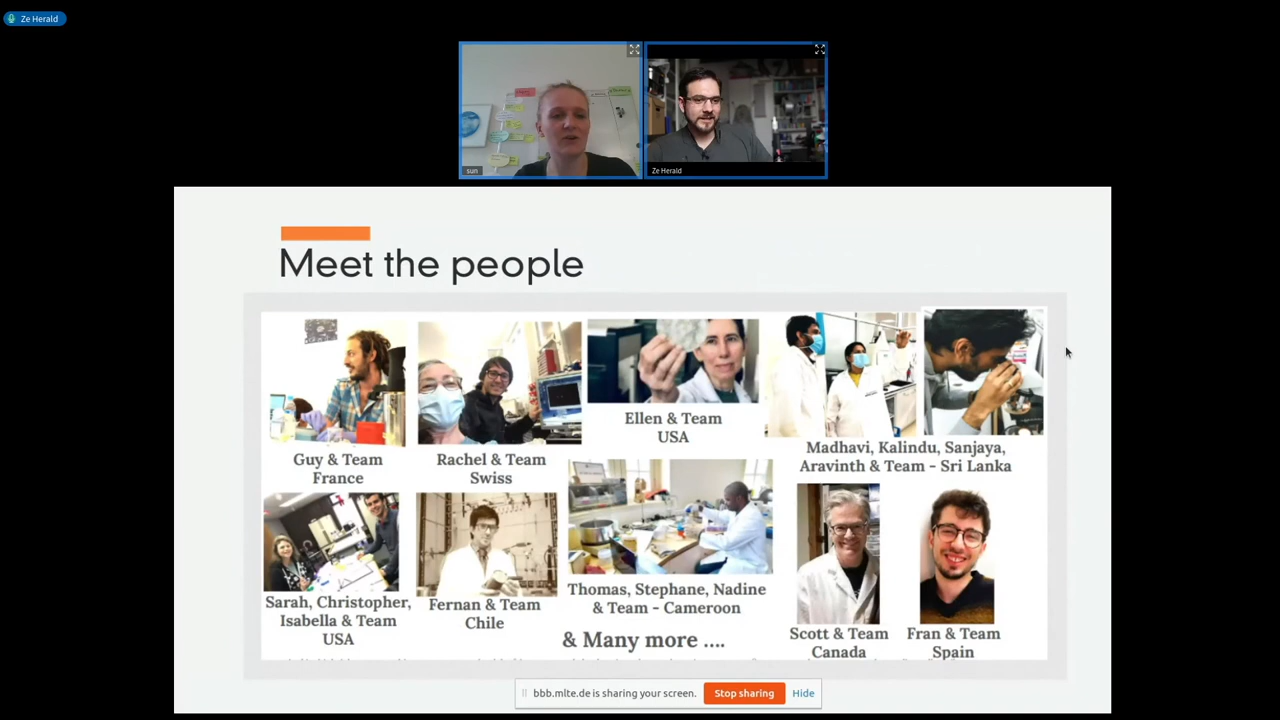 Ze Herald
sun
Ze Herald
Meet the people
Guy & Team
France
Rachel & Team
Swiss
Ellen & Team
USA
Madhavi, Kalindu, Sanjaya,
Aravinth & Team - Sri Lanka
Sarah, Christopher,
Isabella & Team
USA
Fernan & Team
Chile
Thomas, Stephane, Nadine
& Team - Cameroon
& Many more ....
Scott & Team
Canada
Fran & Team
Spain
bbb.mlte.de is sharing your screen.
Stop sharing
Hide